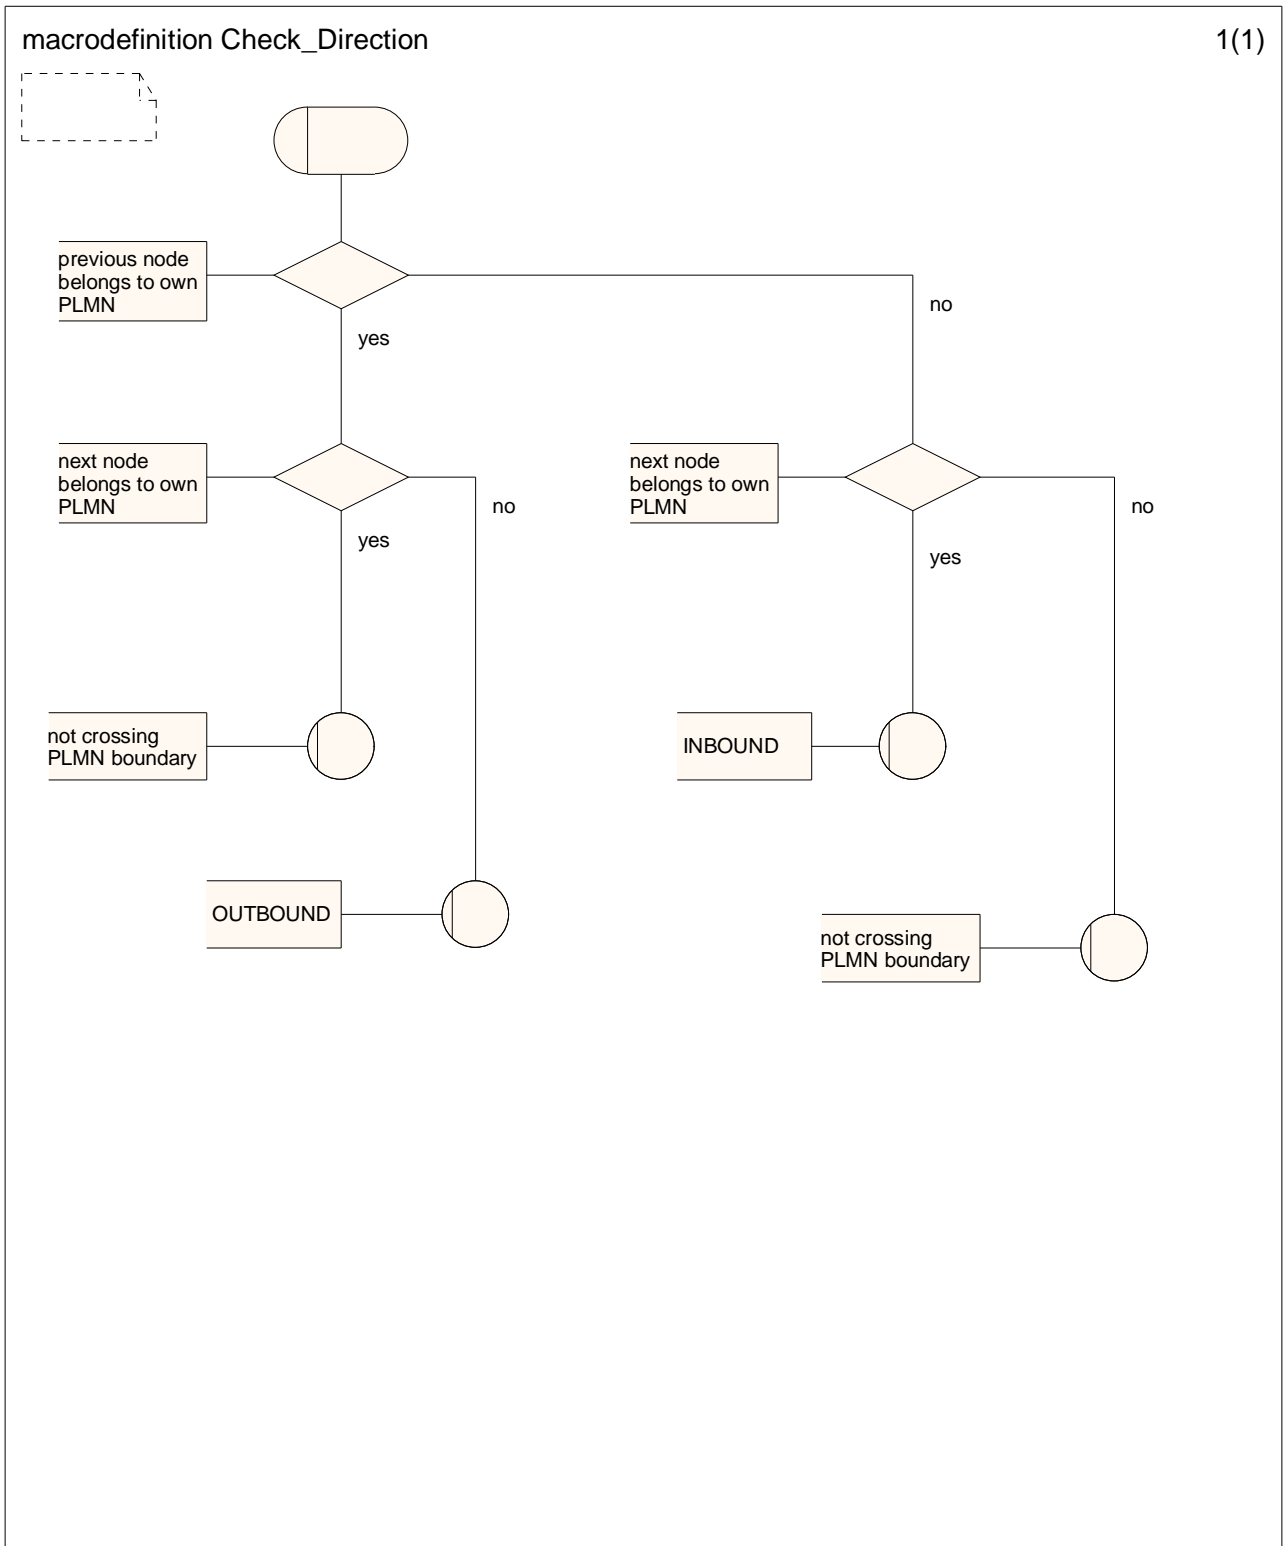 macrodefinition Check_Direction
1(1)
previous node
belongs to own
PLMN
no
yes
next node
belongs to own
PLMN
no
yes
next node
belongs to own
PLMN
no
yes
not crossing
PLMN boundary
INBOUND
OUTBOUND
not crossing
PLMN boundary